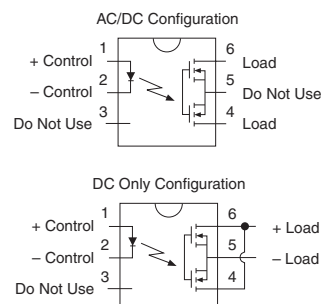 AC/DC Configuration
1 6
+ Control Load
2 5
– Control Do Not Use
3 4
Do Not Use Load
DC Only Configuration
1 6
+ Control + Load
2 5
– Control – Load
3 4
Do Not Use